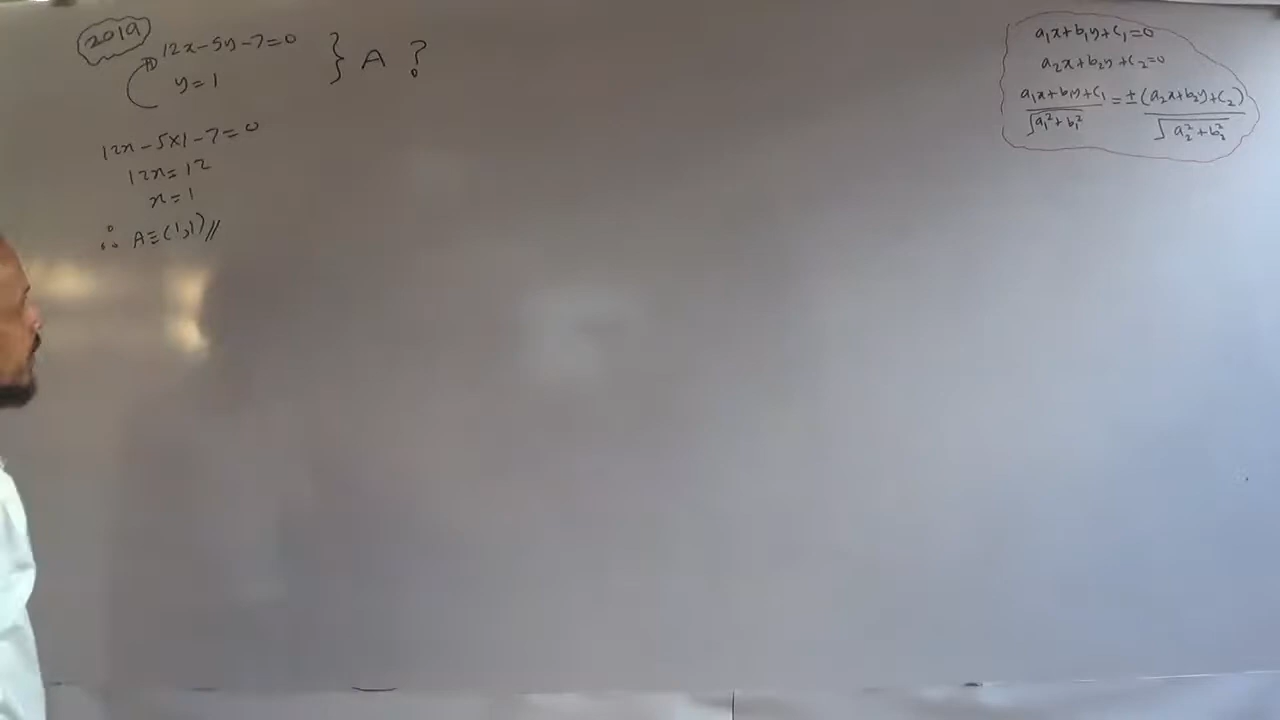 2019
12x-5y-7=0
y=1
} A ?
12x-5×1-7=0
12x=12
x=1
∴ A≡(1,1)//
a₁x+b₁y+c₁=0
a₂x+b₂y+c₂=0
(a₁x+b₁y+c₁)/√(a₁²+b₁²) = ±(a₂x+b₂y+c₂)/√(a₂²+b₂²)